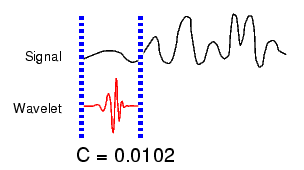 Signal
Wavelet
C = 0.0102